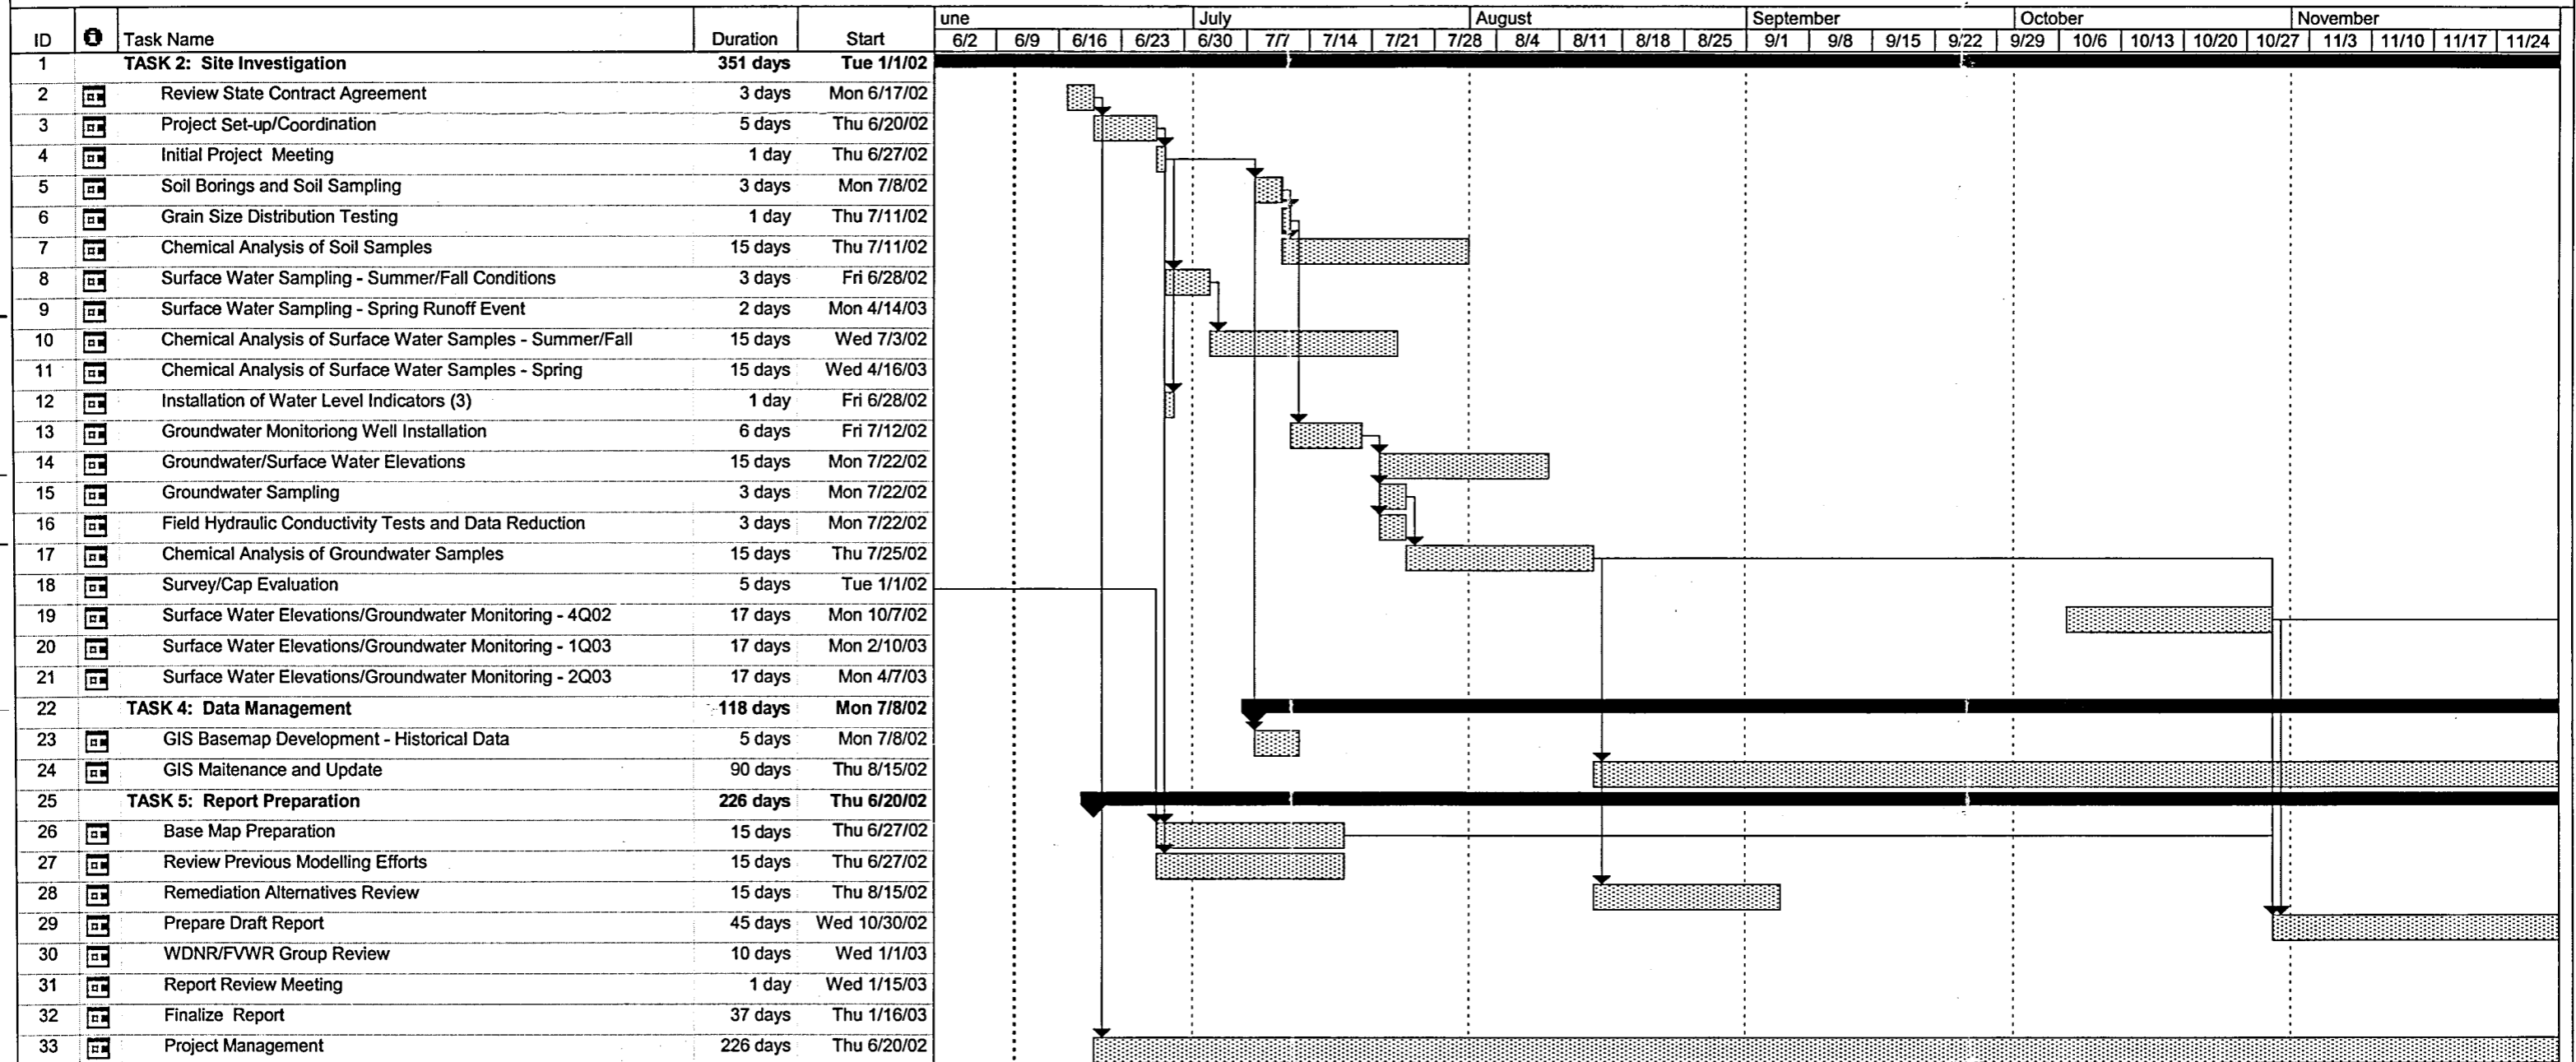 une July August September October November
ID Task Name Duration Start 6/2 6/9 6/16 6/23 6/30 7/7 7/14 7/21 7/28 8/4 8/11 8/18 8/25 9/1 9/8 9/15 9/22 9/29 10/6 10/13 10/20 10/27 11/3 11/10 11/17 11/24
1 TASK 2: Site Investigation 351 days Tue 1/1/02
2 Review State Contract Agreement 3 days Mon 6/17/02
3 Project Set-up/Coordination 5 days Thu 6/20/02
4 Initial Project Meeting 1 day Thu 6/27/02
5 Soil Borings and Soil Sampling 3 days Mon 7/8/02
6 Grain Size Distribution Testing 1 day Thu 7/11/02
7 Chemical Analysis of Soil Samples 15 days Thu 7/11/02
8 Surface Water Sampling - Summer/Fall Conditions 3 days Fri 6/28/02
9 Surface Water Sampling - Spring Runoff Event 2 days Mon 4/14/03
10 Chemical Analysis of Surface Water Samples - Summer/Fall 15 days Wed 7/3/02
11 Chemical Analysis of Surface Water Samples - Spring 15 days Wed 4/16/03
12 Installation of Water Level Indicators (3) 1 day Fri 6/28/02
13 Groundwater Monitoriong Well Installation 6 days Fri 7/12/02
14 Groundwater/Surface Water Elevations 15 days Mon 7/22/02
15 Groundwater Sampling 3 days Mon 7/22/02
16 Field Hydraulic Conductivity Tests and Data Reduction 3 days Mon 7/22/02
17 Chemical Analysis of Groundwater Samples 15 days Thu 7/25/02
18 Survey/Cap Evaluation 5 days Tue 1/1/02
19 Surface Water Elevations/Groundwater Monitoring - 4Q02 17 days Mon 10/7/02
20 Surface Water Elevations/Groundwater Monitoring - 1Q03 17 days Mon 2/10/03
21 Surface Water Elevations/Groundwater Monitoring - 2Q03 17 days Mon 4/7/03
22 TASK 4: Data Management 118 days Mon 7/8/02
23 GIS Basemap Development - Historical Data 5 days Mon 7/8/02
24 GIS Maitenance and Update 90 days Thu 8/15/02
25 TASK 5: Report Preparation 226 days Thu 6/20/02
26 Base Map Preparation 15 days Thu 6/27/02
27 Review Previous Modelling Efforts 15 days Thu 6/27/02
28 Remediation Alternatives Review 15 days Thu 8/15/02
29 Prepare Draft Report 45 days Wed 10/30/02
30 WDNR/FVWR Group Review 10 days Wed 1/1/03
31 Report Review Meeting 1 day Wed 1/15/03
32 Finalize Report 37 days Thu 1/16/03
33 Project Management 226 days Thu 6/20/02